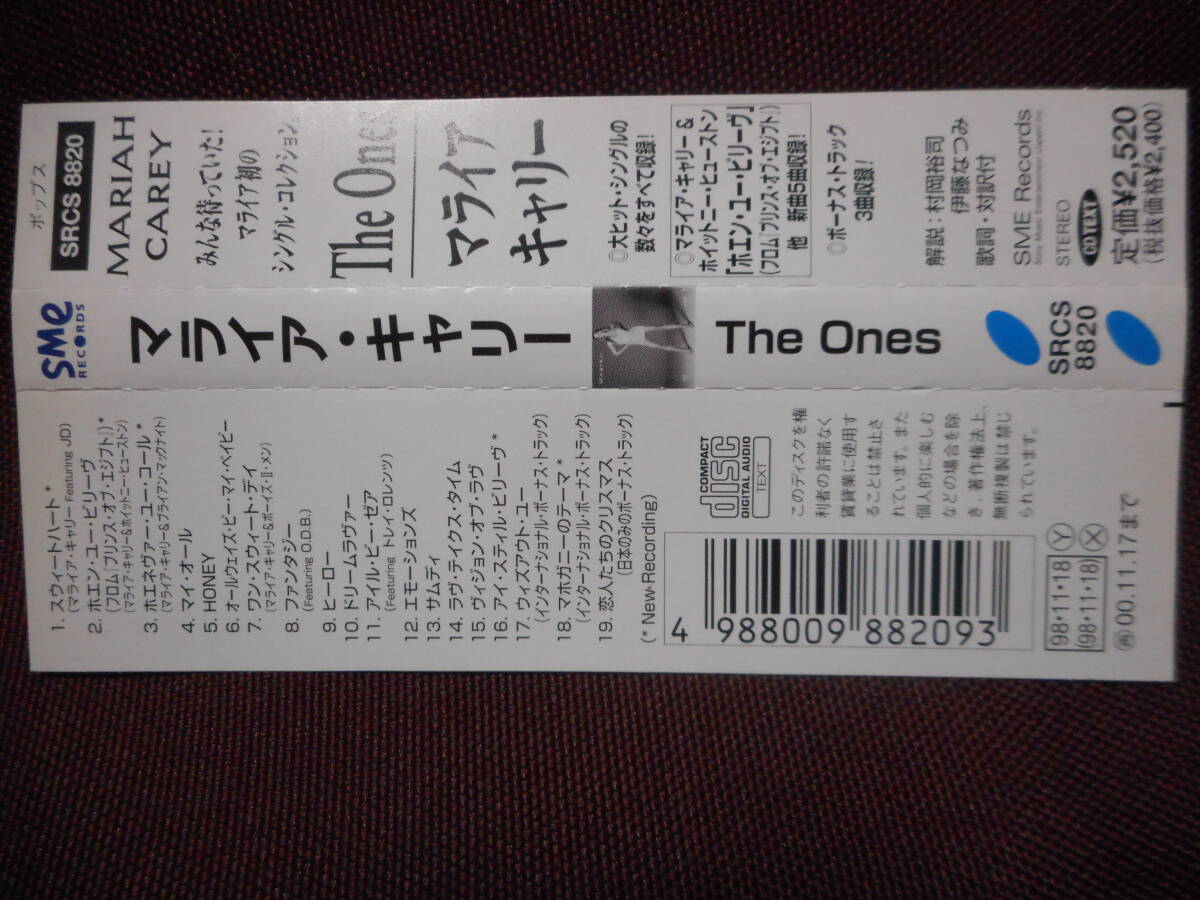 ポップス
SRCS 8820
MARIAH
CAREY
みんな待っていた!
マライア初の
シングル・コレクション。
The Ones
マライア
キャリー
◎大ヒット・シングルの
数々をすべて収録!
◎マライア・キャリー&
ホイットニー・ヒューストン
「ホエン・ユー・ビリーヴ」
(フロム「プリンス・オブ・エジプト」)
他 新曲5曲収録!
◎ボーナス・トラック
3曲収録!
解説:村岡裕司
伊藤なつみ
歌詞・対訳付
SME Records
Sony Music Entertainment (Japan) Inc.
STEREO
CD TEXT
定価¥2,520
(税抜価格¥2,400)
SMe
RECORDS
マライア・キャリー
The Ones
SRCS
8820
1. スウィートハート *
(マライア・キャリー Featuring JD)
2. ホエン・ユー・ビリーヴ
(フロム「プリンス・オブ・エジプト」) *
(マライア・キャリー&ホイットニー・ヒューストン)
3. ホエネヴァー・ユー・コール *
(マライア・キャリー&ブライアン・マックナイト)
4. マイ・オール
5. HONEY
6. オールウェイズ・ビー・マイ・ベイビー
7. ワン・スウィート・デイ
(マライア・キャリー&ボーイズ・II・メン)
8. ファンタジー
(Featuring O.D.B.)
9. ヒーロー
10. ドリームラヴァー
11. アイル・ビー・ゼア
(Featuring トレイ・ロレンツ)
12. エモーションズ
13. サムデイ
14. ラヴ・テイクス・タイム
15. ヴィジョン・オブ・ラヴ
16. アイ・スティル・ビリーヴ *
17. ウィズアウト・ユー
(インターナショナル・ボーナス・トラック)
18. マホガニーのテーマ *
(インターナショナル・ボーナス・トラック)
19. 恋人たちのクリスマス
(日本のみのボーナス・トラック)
(* New Recording)
COMPACT
disc
DIGITAL AUDIO
TEXT
このディスクを権
利者の許諾なく
賃貸業に使用す
ることは禁止さ
れています。また
個人的に楽しむ
などの場合を除
き、著作権法上、
無断複製は禁じ
られています。
4 988009 882093
98・11・18 Y
(98・11・18) X
再 00.11.17まで